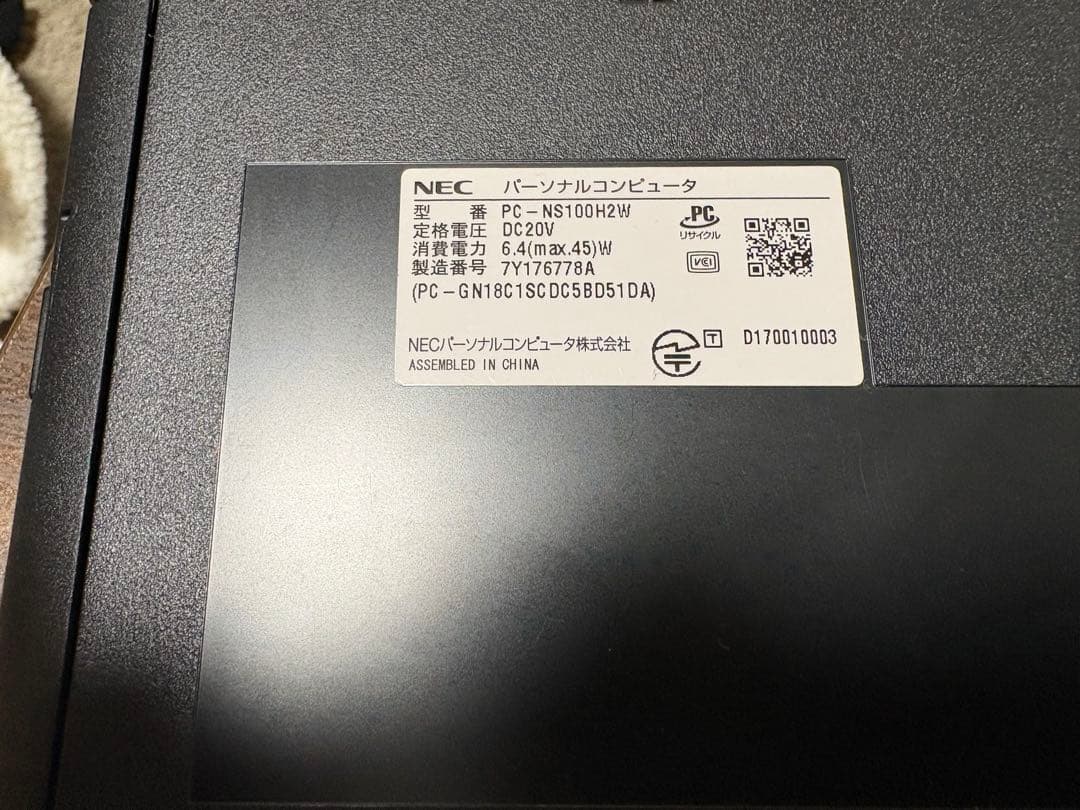 NEC パーソナルコンピュータ
型 番 PC-NS100H2W
定格電圧 DC20V
消費電力 6.4(max.45)W
製造番号 7Y176778A
(PC-GN18C1SCDC5BD51DA)
PC
リサイクル
VCCI
NECパーソナルコンピュータ株式会社
ASSEMBLED IN CHINA
T D170010003